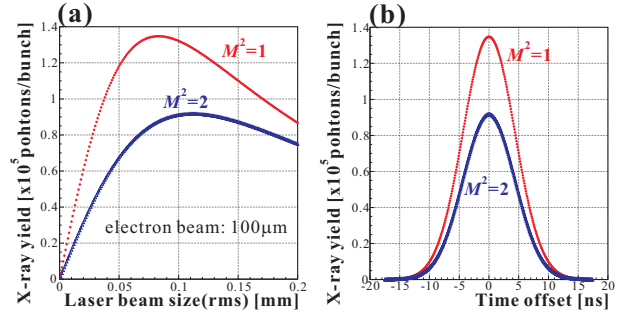 (a)
X-ray yield [x10⁵ pohtons/bunch]
1.4
1.2
1
0.8
0.6
0.4
0.2
0
M²=1
M²=2
electron beam: 100µm
0 0.05 0.1 0.15 0.2
Laser beam size(rms) [mm]
(b)
X-ray yield [x10⁵ pohtons/bunch]
1.4
1.2
1
0.8
0.6
0.4
0.2
0
M²=1
M²=2
-20 -15 -10 -5 0 5 10 15 20
Time offset [ns]